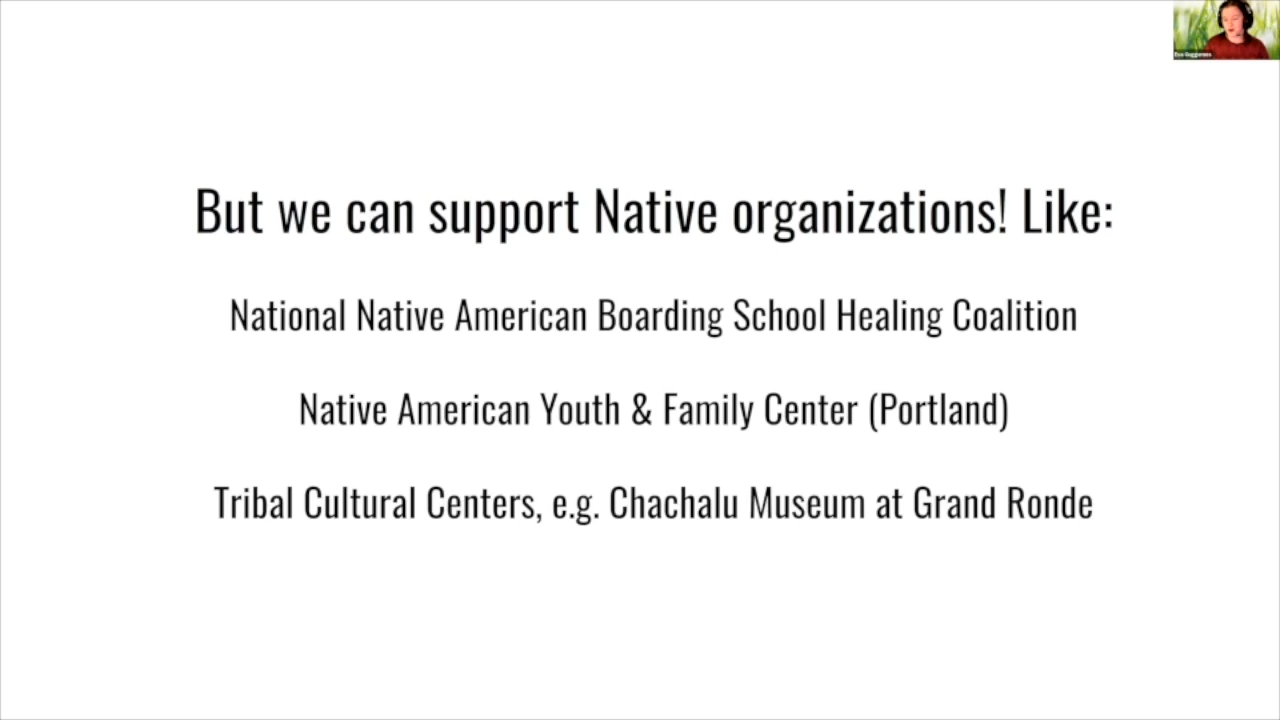 But we can support Native organizations! Like:
National Native American Boarding School Healing Coalition
Native American Youth & Family Center (Portland)
Tribal Cultural Centers, e.g. Chachalu Museum at Grand Ronde